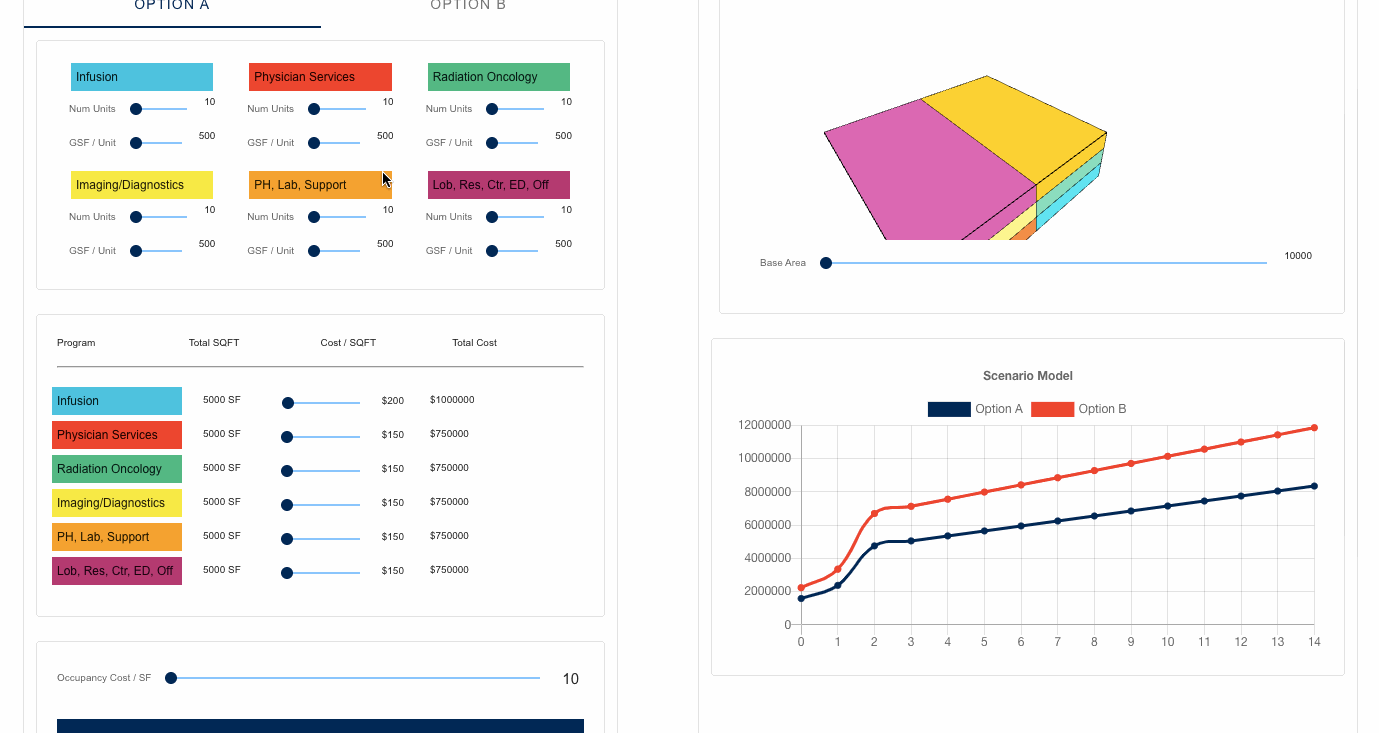 OPTION A OPTION B
Infusion Physician Services Radiation Oncology
Num Units 10 Num Units 10 Num Units 10
GSF / Unit 500 GSF / Unit 500 GSF / Unit 500
Imaging/Diagnostics PH, Lab, Support Lob, Res, Ctr, ED, Off
Num Units 10 Num Units 10 Num Units 10
GSF / Unit 500 GSF / Unit 500 GSF / Unit 500
Program Total SQFT Cost / SQFT Total Cost
Infusion 5000 SF $200 $1000000
Physician Services 5000 SF $150 $750000
Radiation Oncology 5000 SF $150 $750000
Imaging/Diagnostics 5000 SF $150 $750000
PH, Lab, Support 5000 SF $150 $750000
Lob, Res, Ctr, ED, Off 5000 SF $150 $750000
Occupancy Cost / SF 10
Base Area 10000
Scenario Model
Option A Option B
12000000
10000000
8000000
6000000
4000000
2000000
0
0 1 2 3 4 5 6 7 8 9 10 11 12 13 14